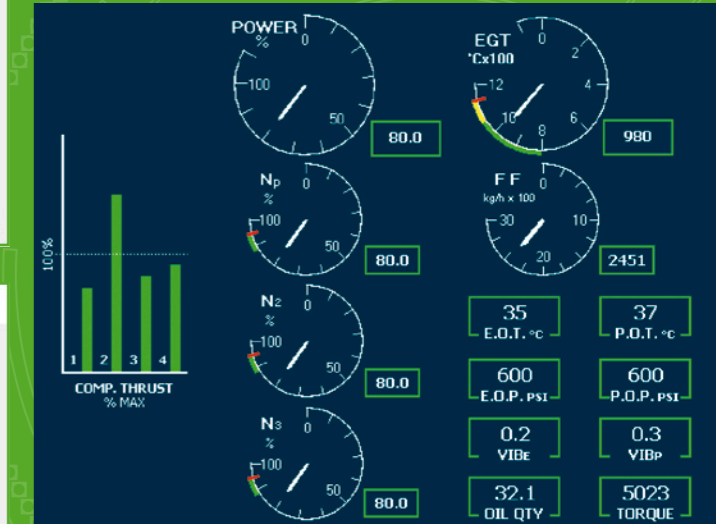 POWER
%
0
50
100
80.0
EGT
°Cx100
0
2
4
6
8
10
12
980
Np
%
0
50
100
80.0
F F
kg/h x 100
0
10
20
30
2451
100%
1 2 3 4
COMP. THRUST
% MAX
N2
%
0
50
100
80.0
N3
%
0
50
100
80.0
35
E.O.T. °C
37
P.O.T. °C
600
E.O.P. PSI
600
P.O.P. PSI
0.2
VIBE
0.3
VIBP
32.1
OIL QTY
5023
TORQUE